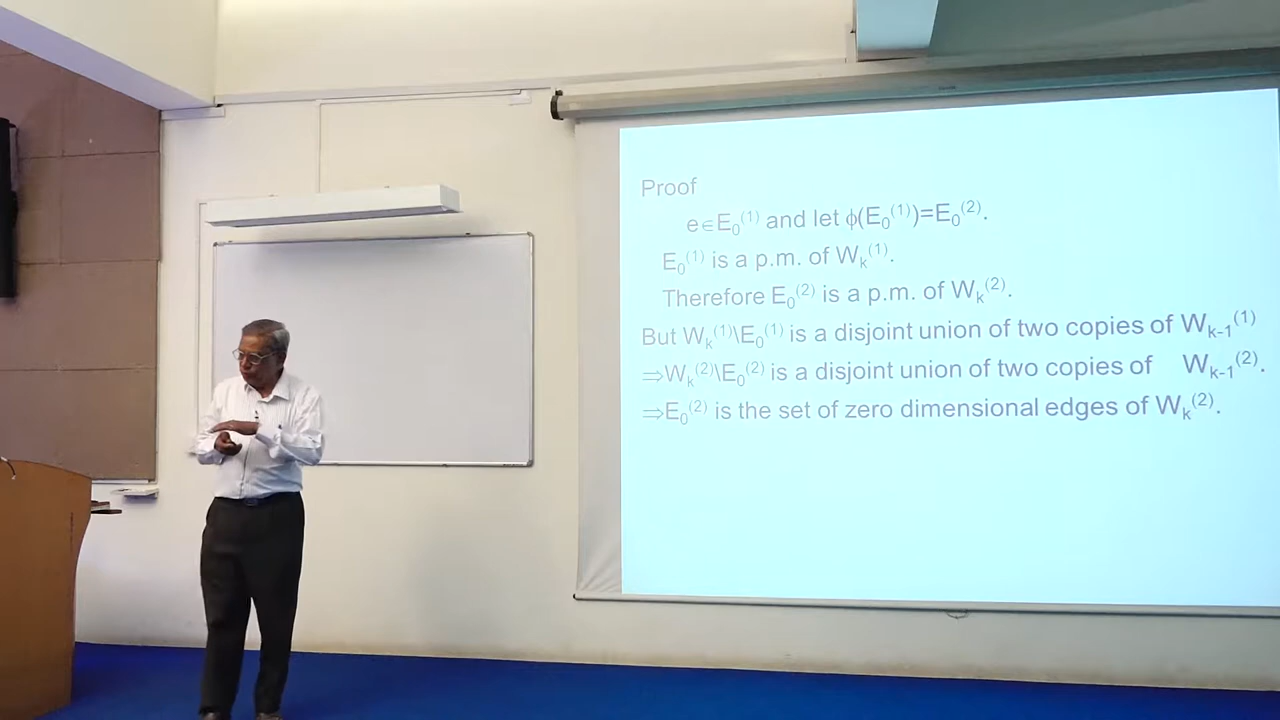 Proof
e∈E₀⁽¹⁾ and let ϕ(E₀⁽¹⁾)=E₀⁽²⁾.
E₀⁽¹⁾ is a p.m. of Wₖ⁽¹⁾.
Therefore E₀⁽²⁾ is a p.m. of Wₖ⁽²⁾.
But Wₖ⁽¹⁾\E₀⁽¹⁾ is a disjoint union of two copies of Wₖ₋₁⁽¹⁾
⇒Wₖ⁽²⁾\E₀⁽²⁾ is a disjoint union of two copies of Wₖ₋₁⁽²⁾.
⇒E₀⁽²⁾ is the set of zero dimensional edges of Wₖ⁽²⁾.